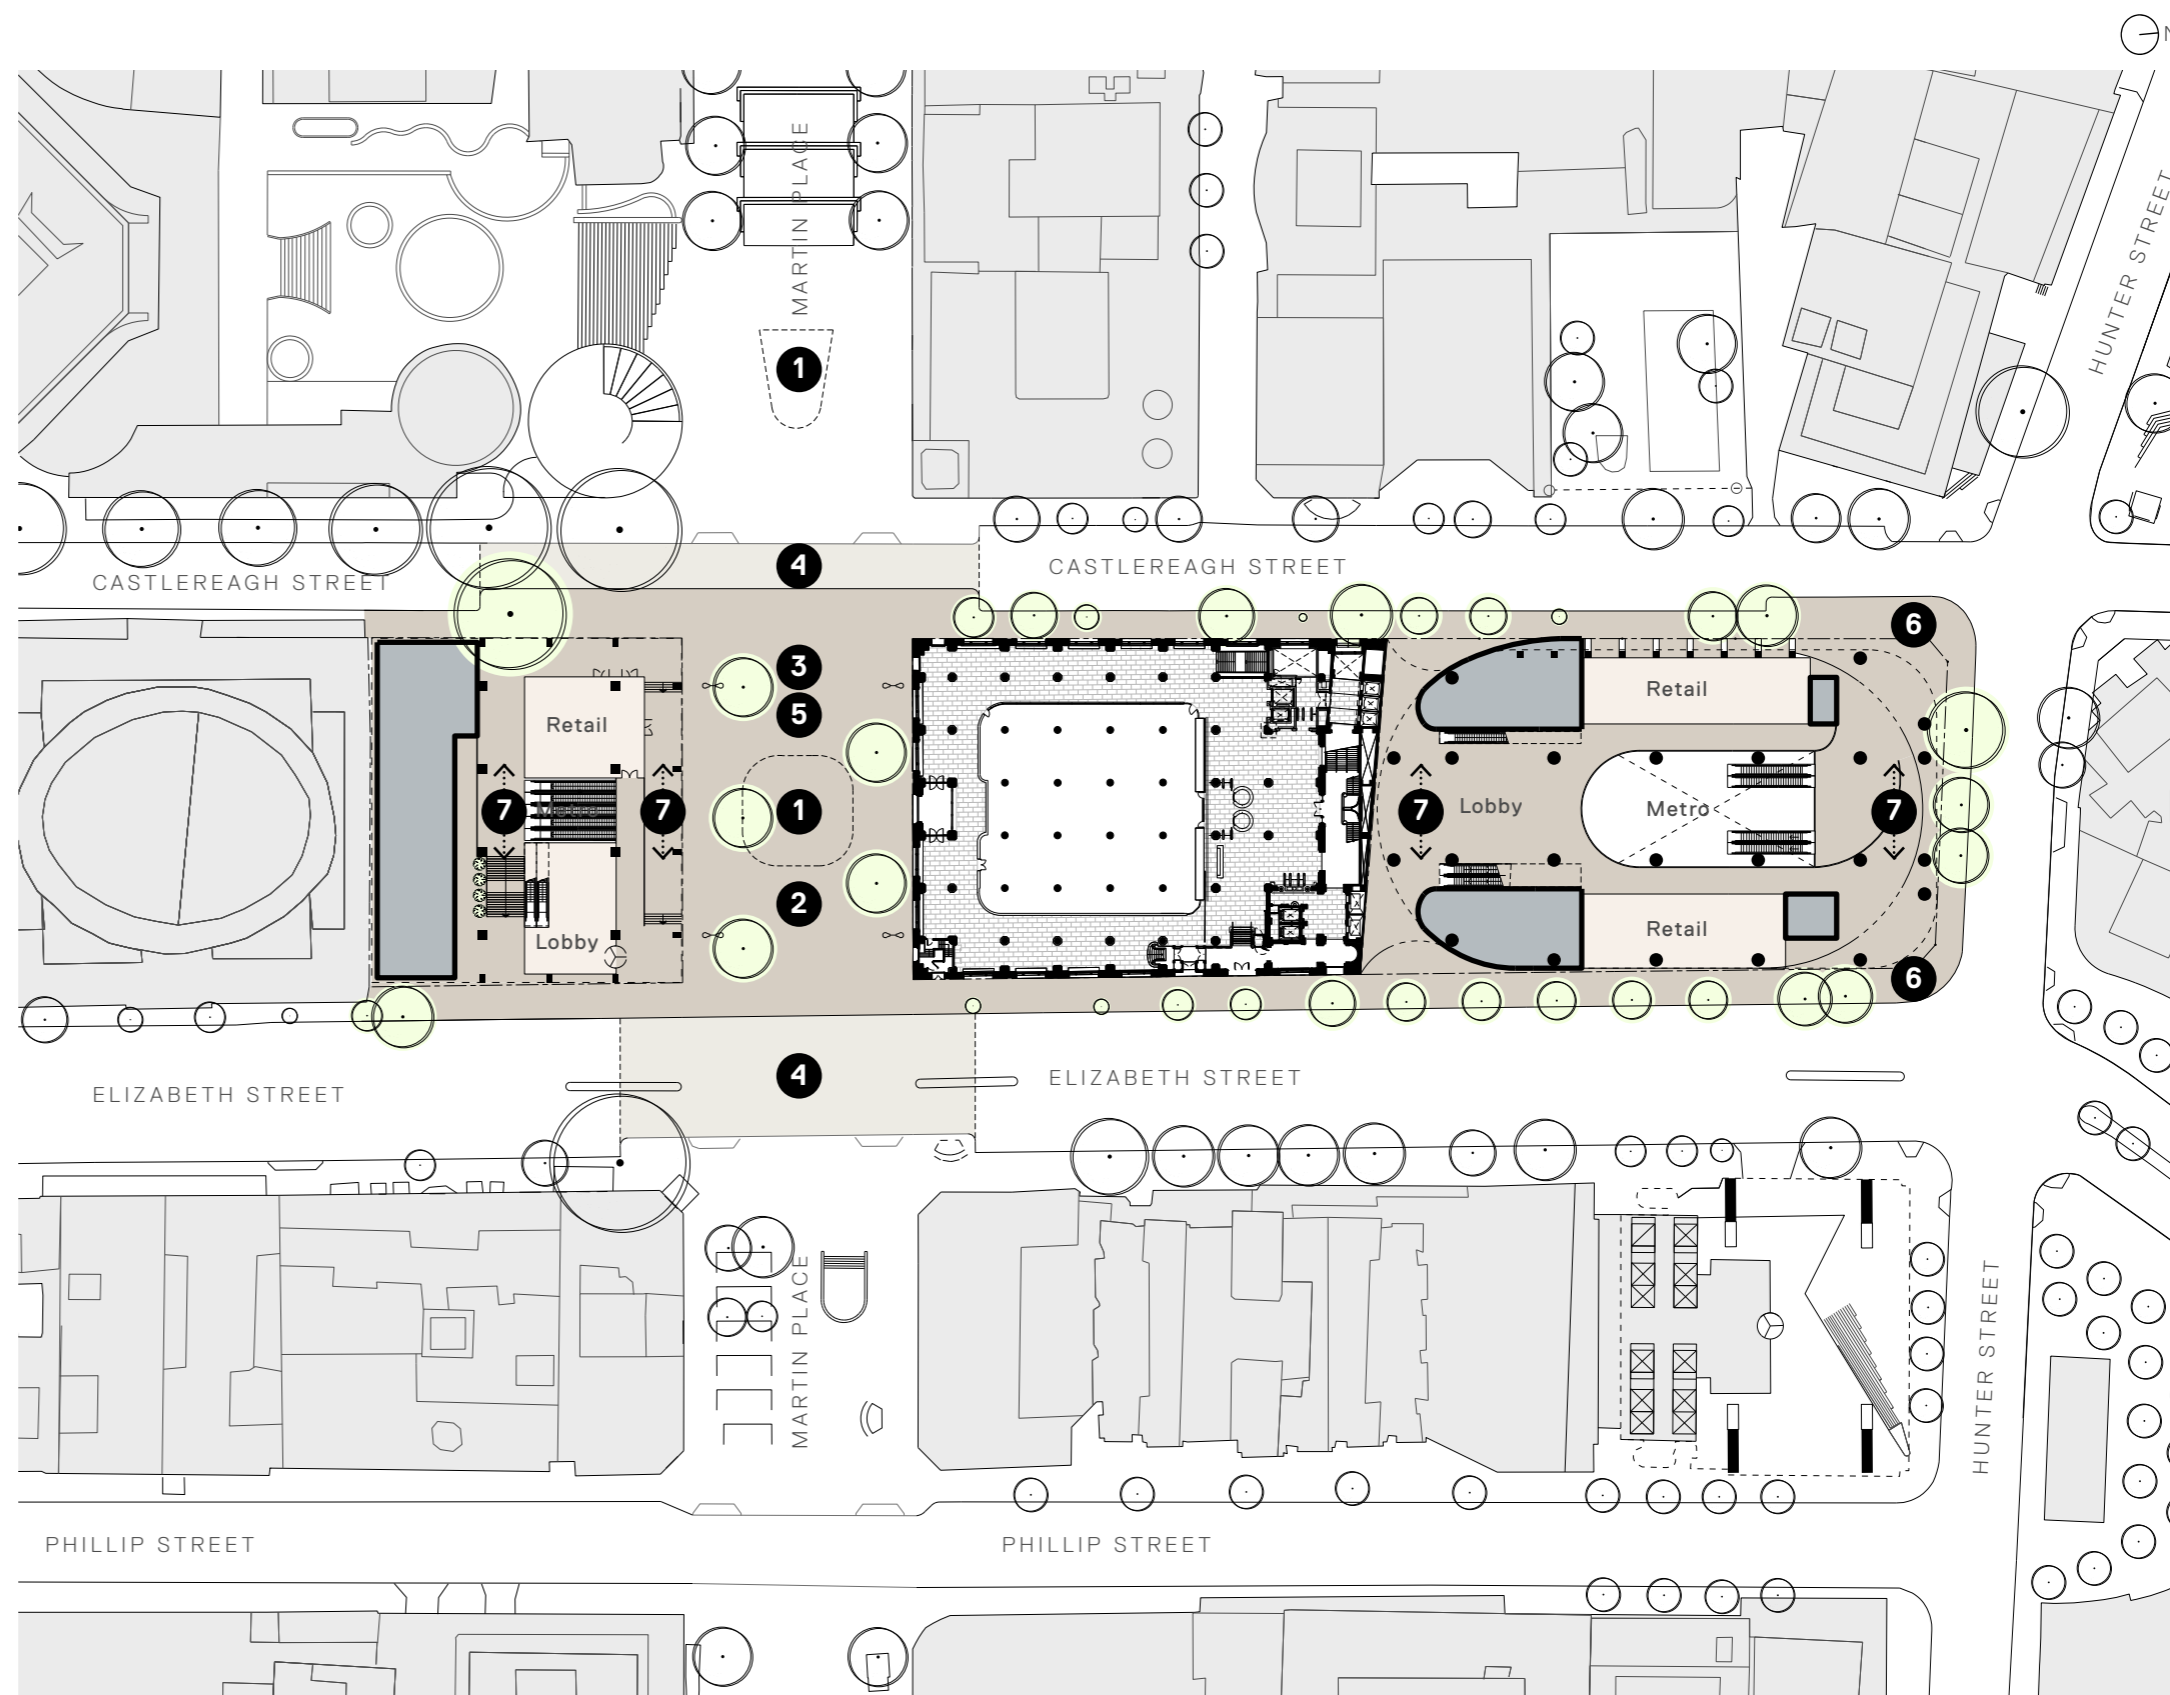 N
MARTIN PLACE
HUNTER STREET
1
4
CASTLEREAGH STREET
CASTLEREAGH STREET
6
3
5
Retail
Retail
7
Metro
7
1
7
Lobby
Metro
7
2
Lobby
Retail
6
4
ELIZABETH STREET
ELIZABETH STREET
MARTIN PLACE
HUNTER STREET
PHILLIP STREET
PHILLIP STREET